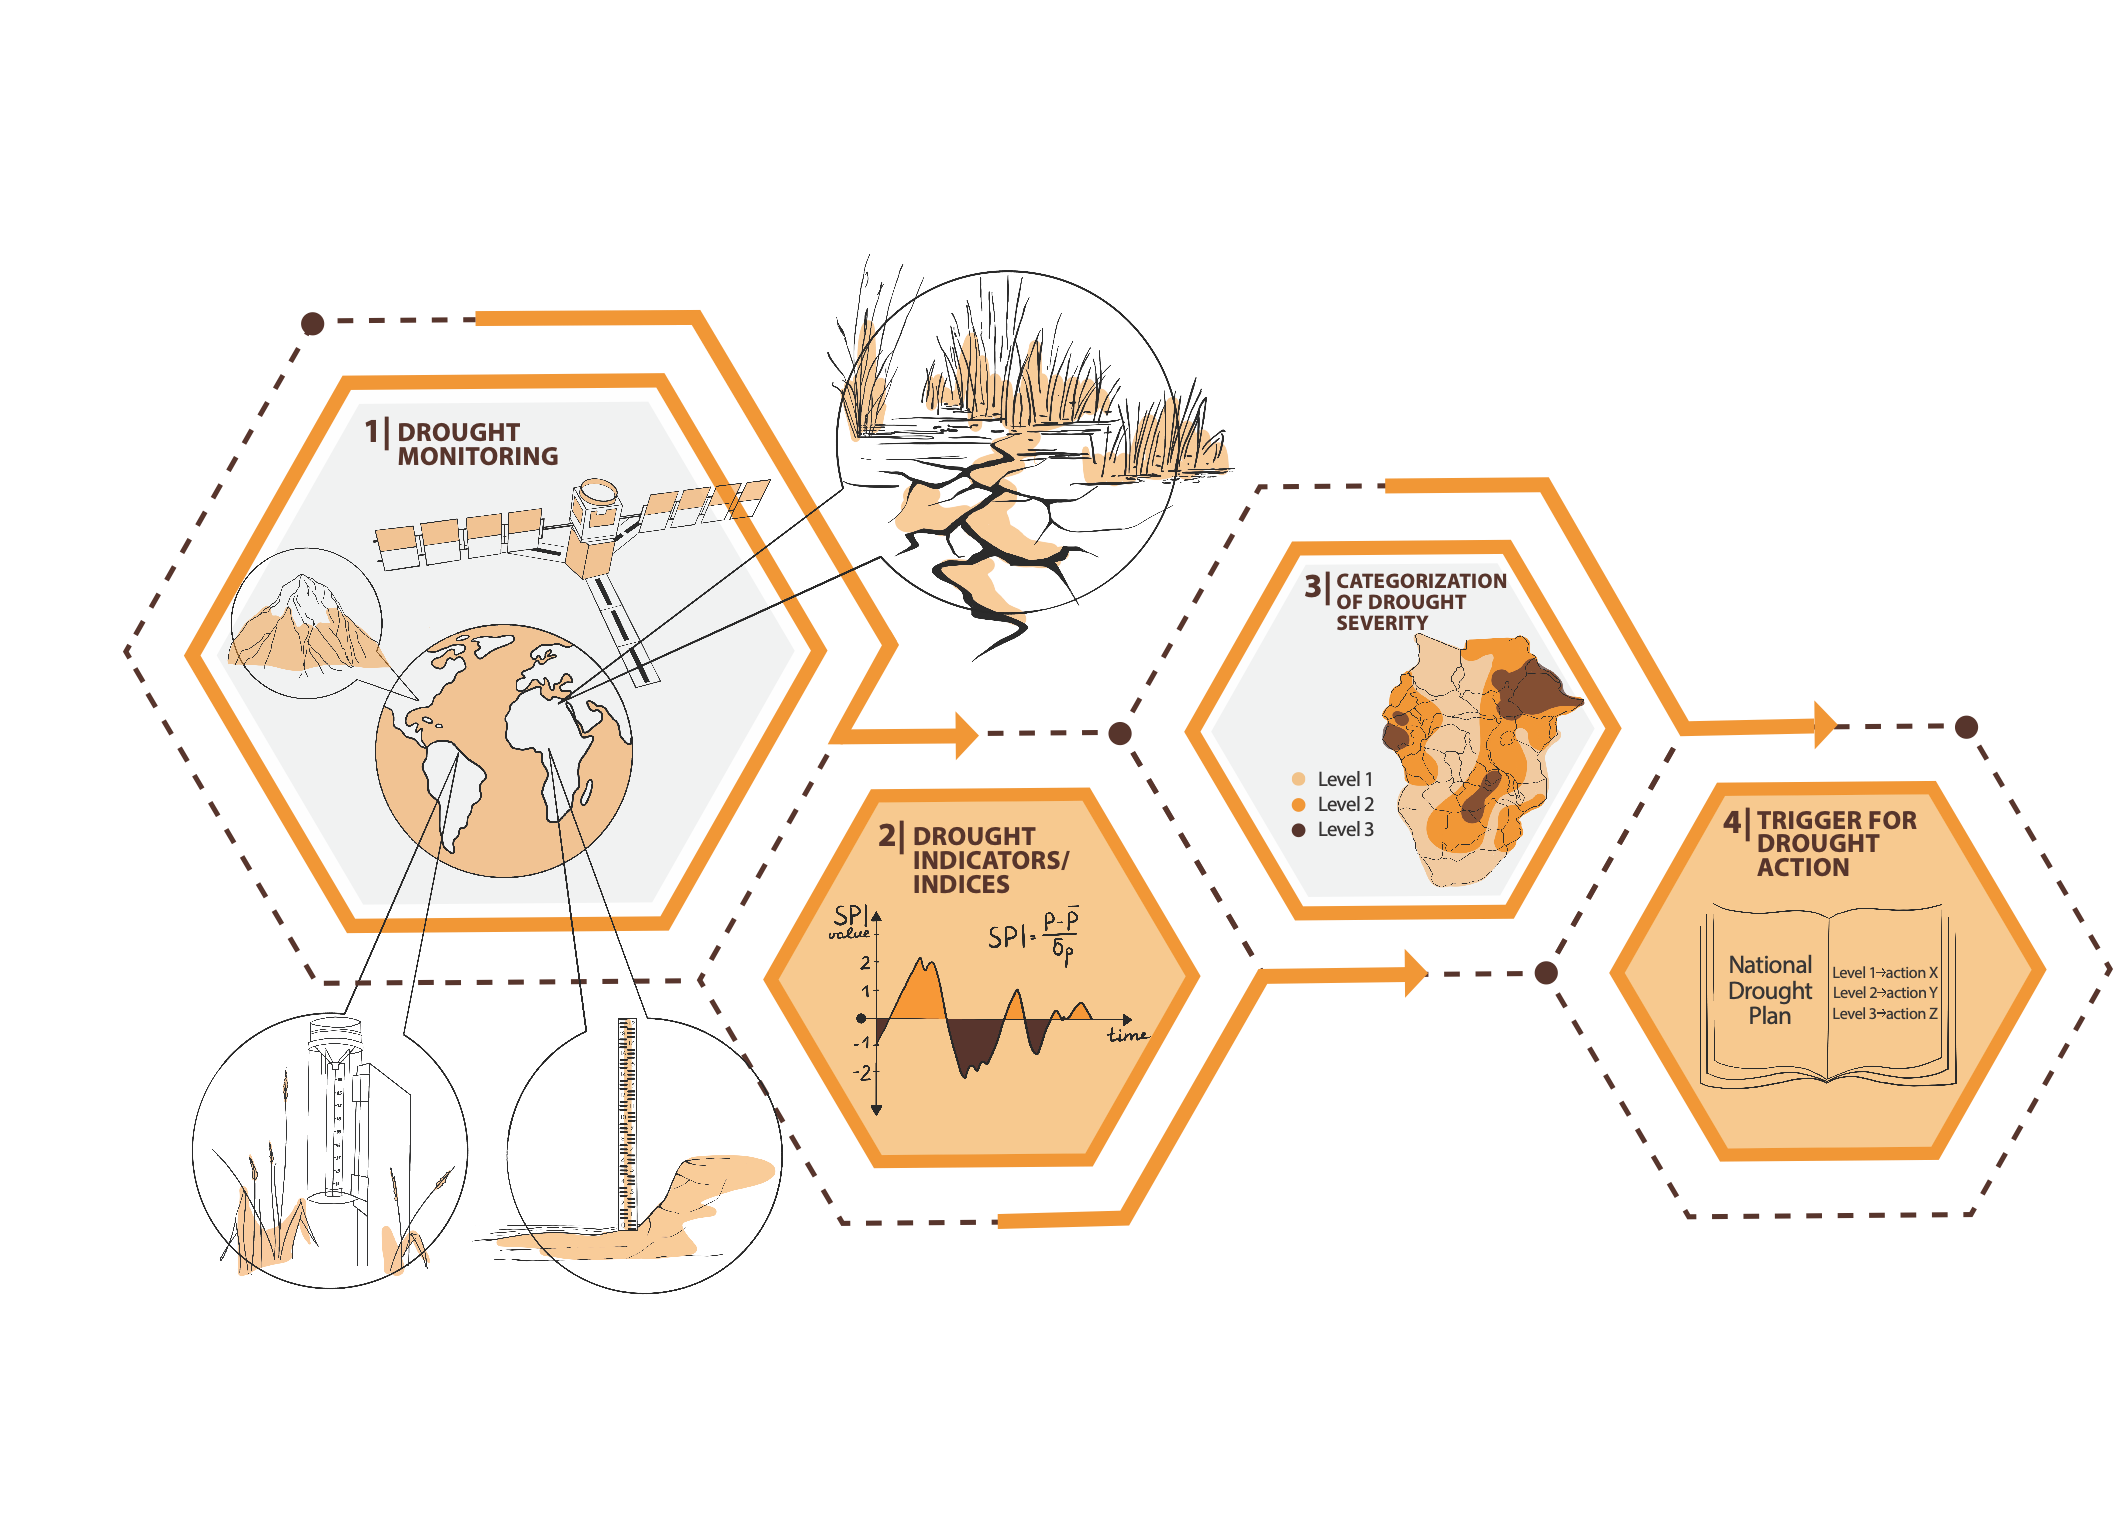 1| DROUGHT
MONITORING
2| DROUGHT
INDICATORS/
INDICES
SPI
value
SPI = p - p̄
δp
2
1
-1
-2
time
3| CATEGORIZATION
OF DROUGHT
SEVERITY
Level 1
Level 2
Level 3
4| TRIGGER FOR
DROUGHT
ACTION
National
Drought
Plan
Level 1→action X
Level 2→action Y
Level 3→action Z